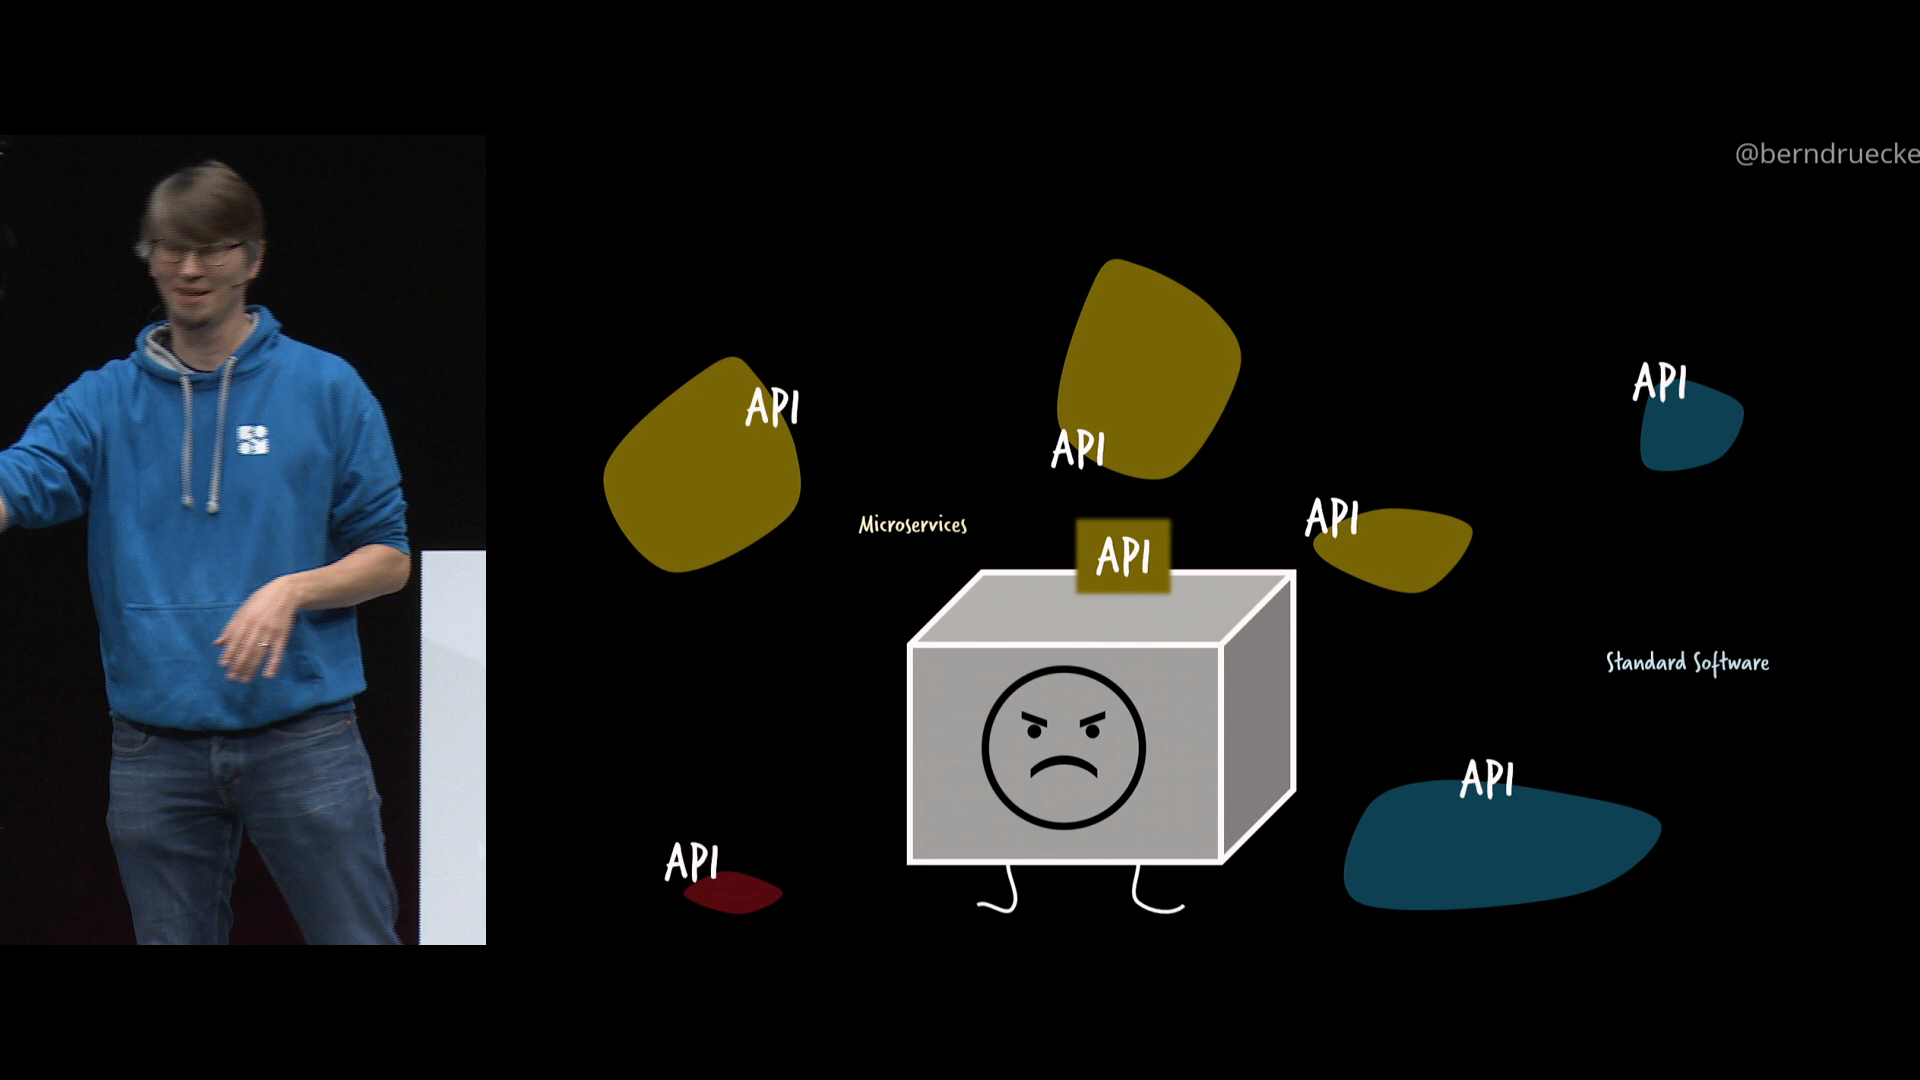 @berndruecke
API
API
API
API
Microservices
API
Standard Software
API
API